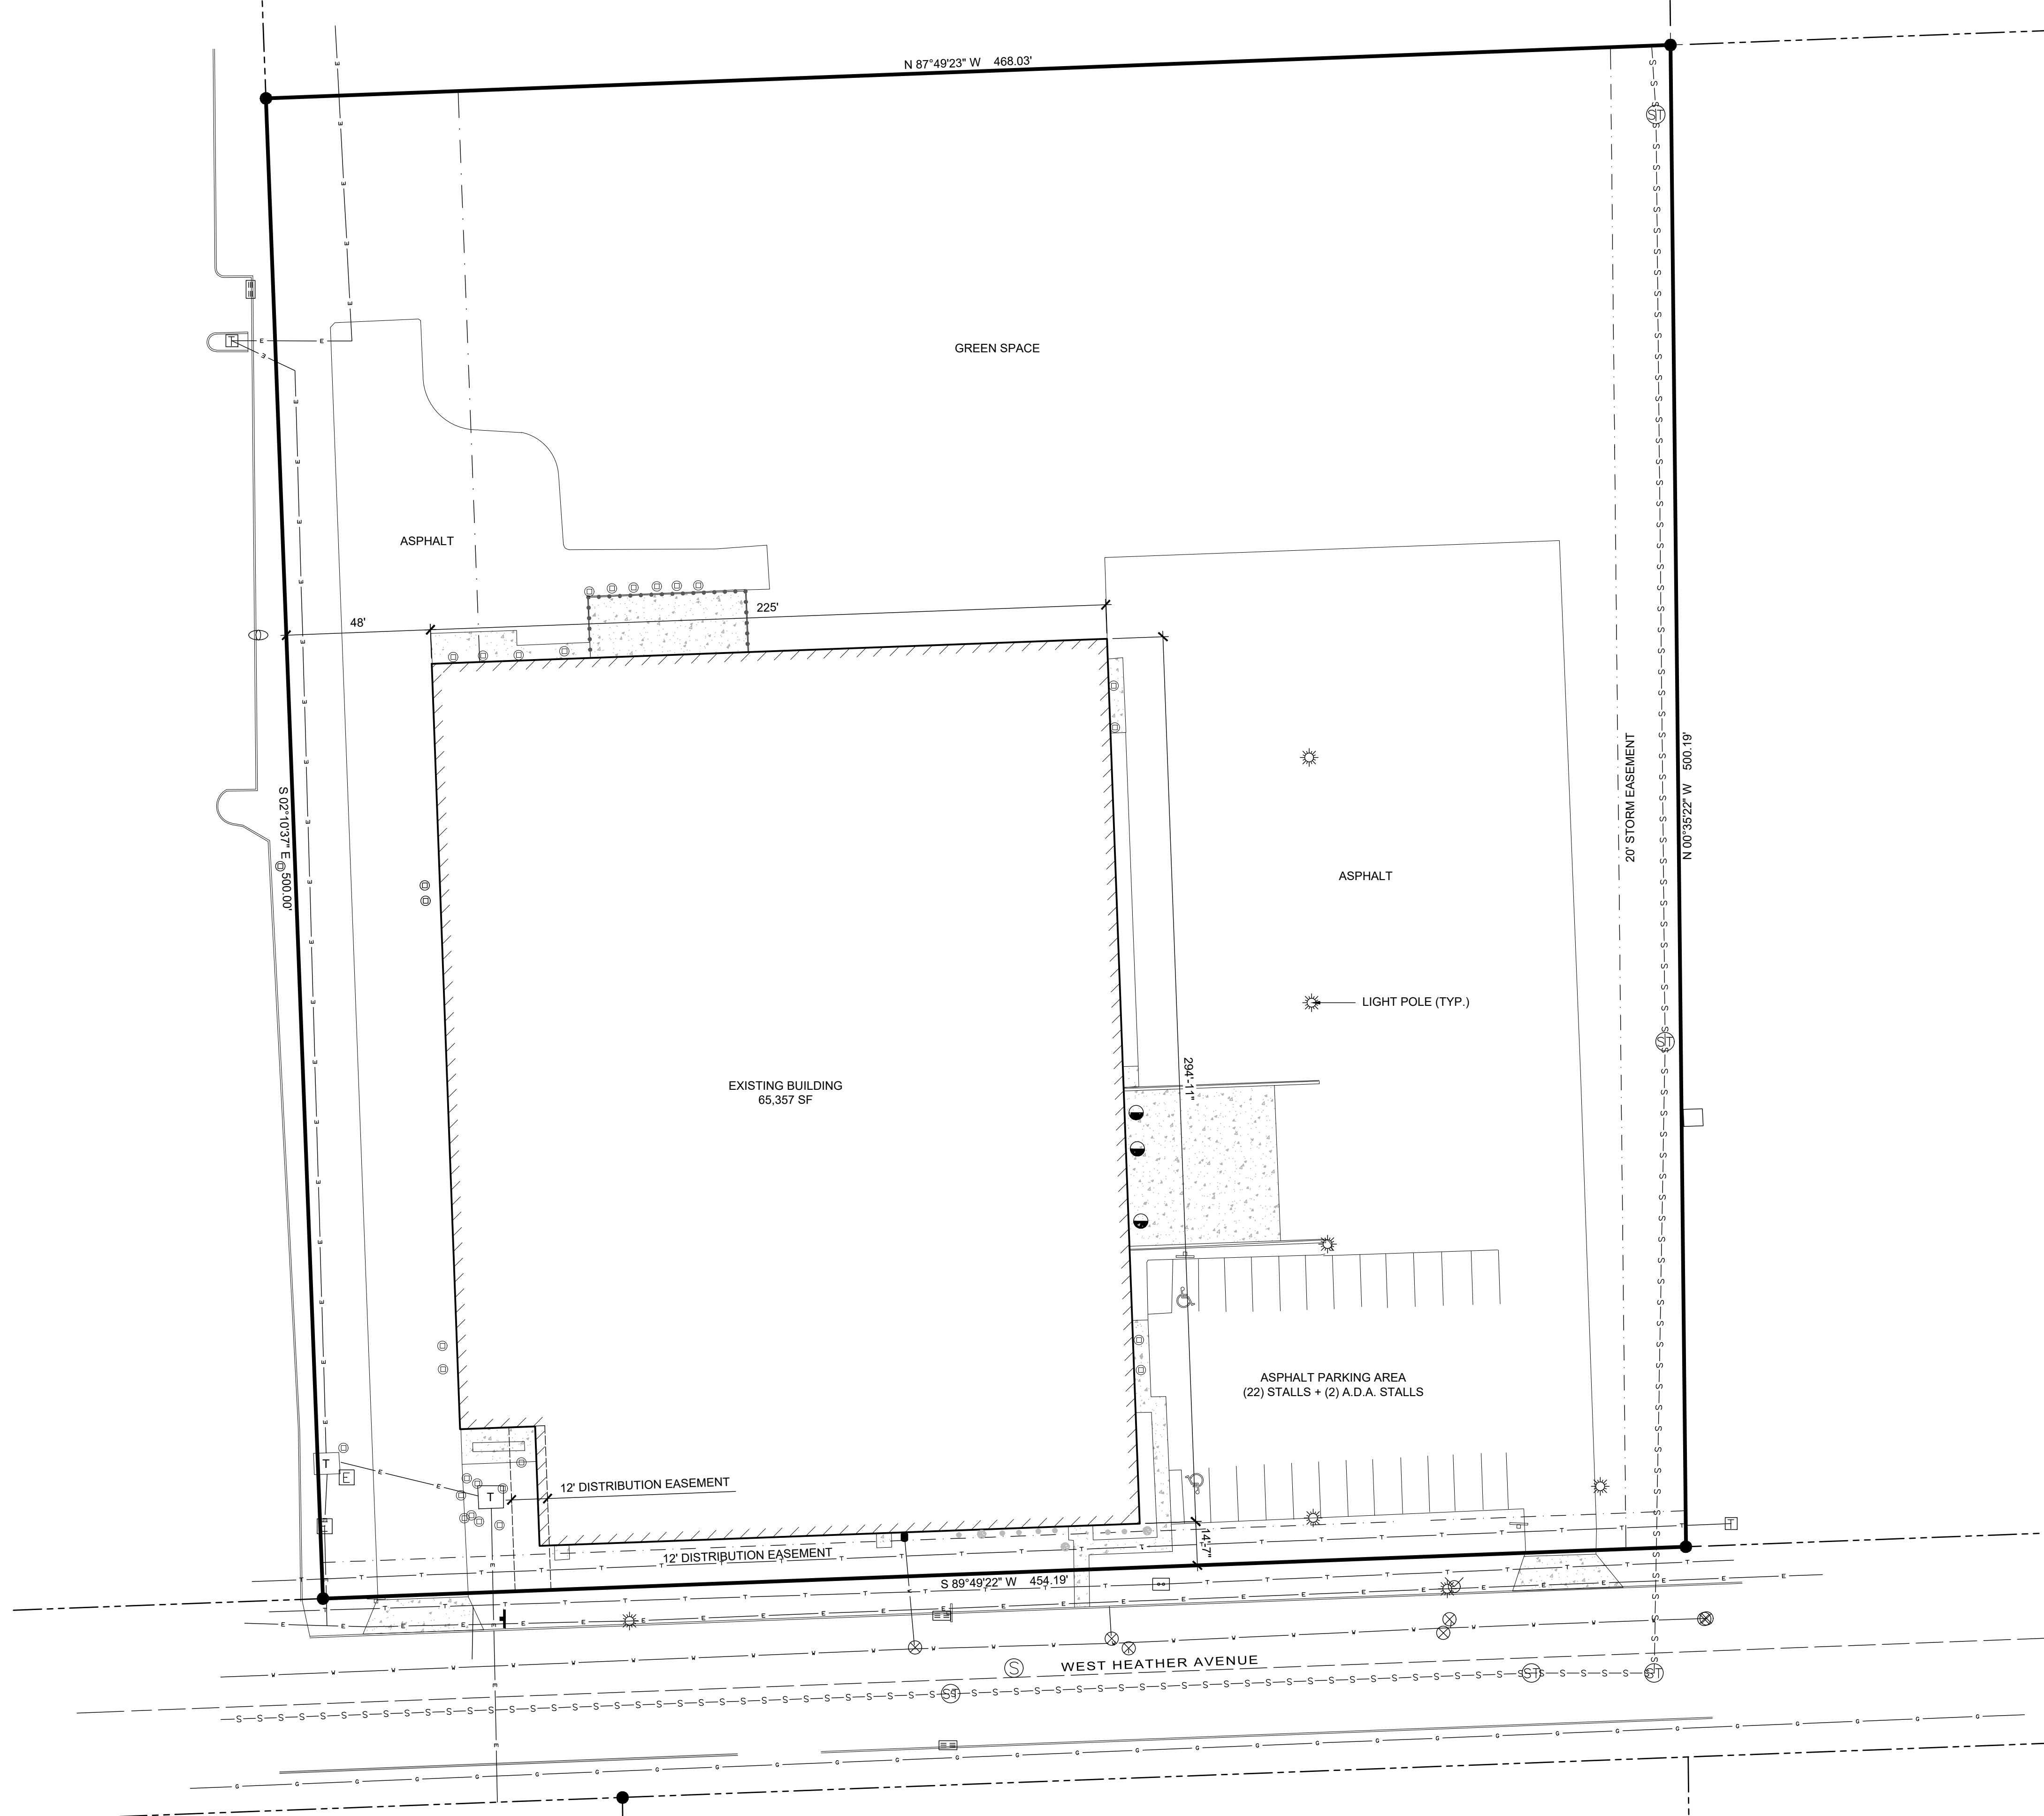 N 87°49'23" W 468.03'
GREEN SPACE
ASPHALT
48'
225'
S 02°10'37" E 500.00'
20' STORM EASEMENT
N 00°35'22" W 500.19'
ASPHALT
LIGHT POLE (TYP.)
294'-11"
EXISTING BUILDING
65,357 SF
ASPHALT PARKING AREA
(22) STALLS + (2) A.D.A. STALLS
12' DISTRIBUTION EASEMENT
12' DISTRIBUTION EASEMENT
14'-7"
S 89°49'22" W 454.19'
WEST HEATHER AVENUE